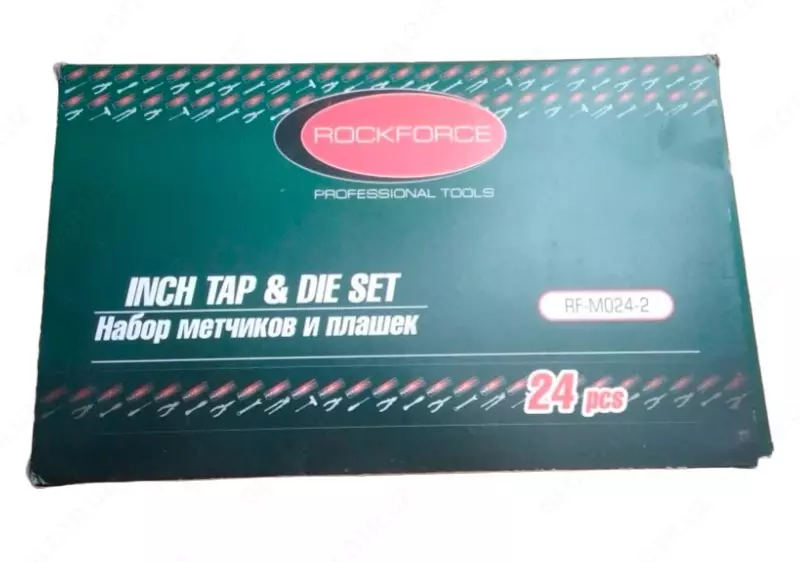 ROCKFORCE
PROFESSIONAL TOOLS
INCH TAP & DIE SET
Набор метчиков и плашек
RF-M024-2
24 pcs